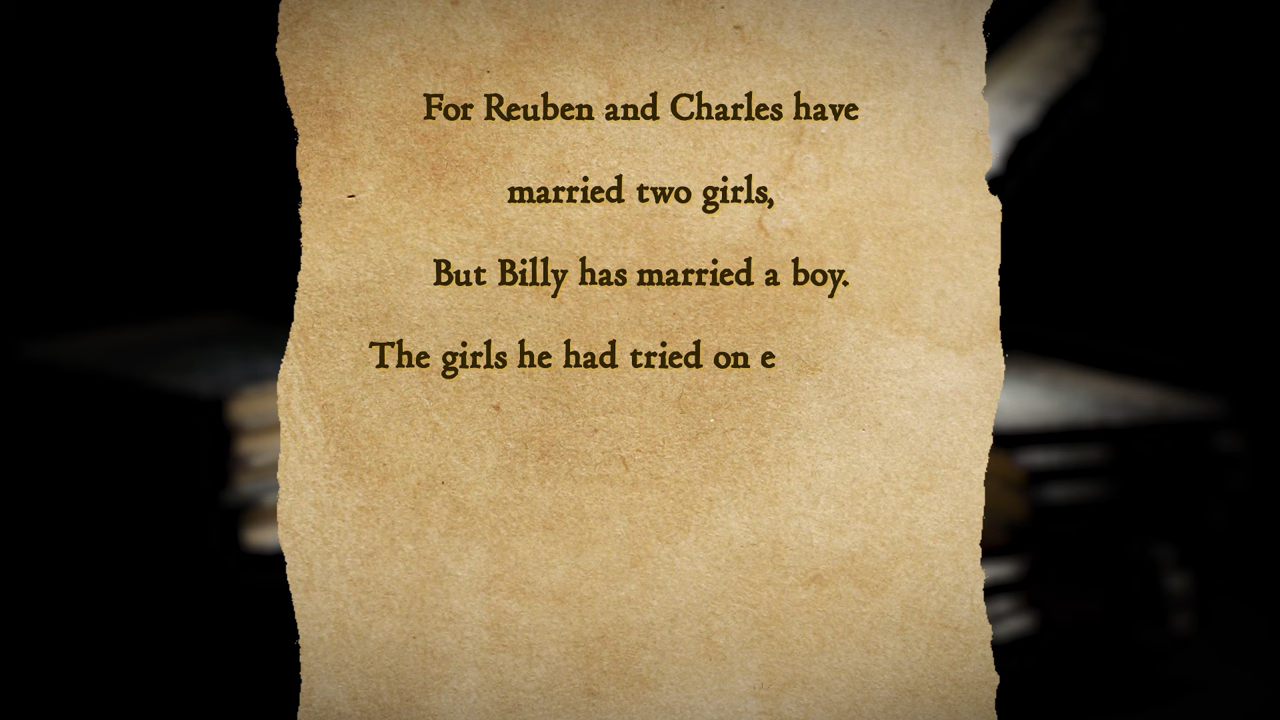 For Reuben and Charles have
married two girls,
But Billy has married a boy.
The girls he had tried on e